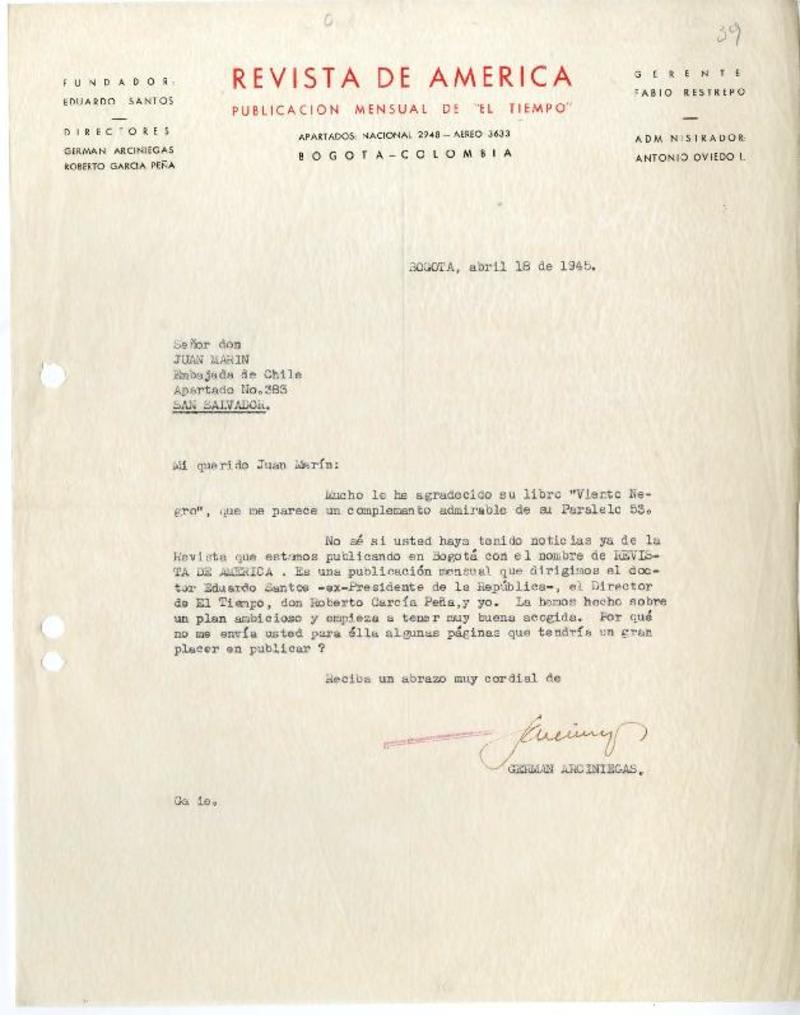 39
FUNDADOR:
EDUARDO SANTOS
DIRECTORES
GERMAN ARCINIEGAS
ROBERTO GARCIA PEÑA
REVISTA DE AMERICA
PUBLICACION MENSUAL DE "EL TIEMPO"
APARTADOS: NACIONAL 2948 – AEREO 3633
BOGOTA – COLOMBIA
GERENTE
FABIO RESTREPO
ADMINISTRADOR:
ANTONIO OVIEDO L.
BOGOTA, abril 18 de 1945.
Señor don
JUAN MARIN
Embajada de Chile
Apartado No.383
SAN SALVADOR.
Mi querido Juan Marín:
Mucho le he agradecido su libro "Viento Ne-
gro", que me parece un complemento admirable de su Paralelo 53.
No sé si usted haya tenido noticias ya de la
Revista que estamos publicando en Bogotá con el nombre de REVIS-
TA DE AMERICA . Es una publicación mensual que dirigimos el doc-
tor Eduardo Santos -ex-Presidente de la República-, el Director
de El Tiempo, don Roberto García Peña,y yo. La hemos hecho sobre
un plan ambicioso y empieza a tener muy buena acogida. Por qué
no me envía usted para élla algunas páginas que tendría un gran
placer en publicar ?
Reciba un abrazo muy cordial de
Arciniegas
GERMAN ARCINIEGAS.
Ga ie.